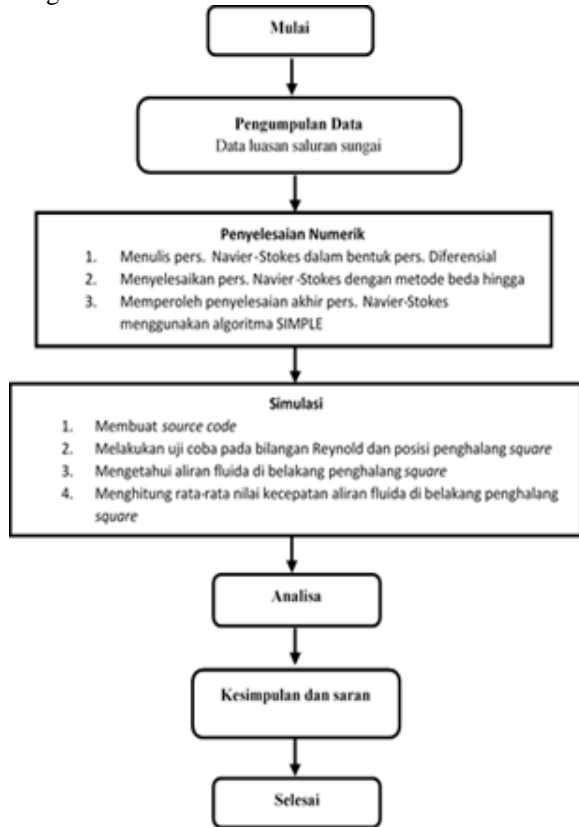 Mulai
Pengumpulan Data
Data luasan saluran sungai
Penyelesaian Numerik
1. Menulis pers. Navier-Stokes dalam bentuk pers. Diferensial
2. Menyelesaikan pers. Navier-Stokes dengan metode beda hingga
3. Memperoleh penyelesaian akhir pers. Navier-Stokes
menggunakan algoritma SIMPLE
Simulasi
1. Membuat source code
2. Melakukan uji coba pada bilangan Reynold dan posisi penghalang square
3. Mengetahui aliran fluida di belakang penghalang square
4. Menghitung rata-rata nilai kecepatan aliran fluida di belakang penghalang
square
Analisa
Kesimpulan dan saran
Selesai